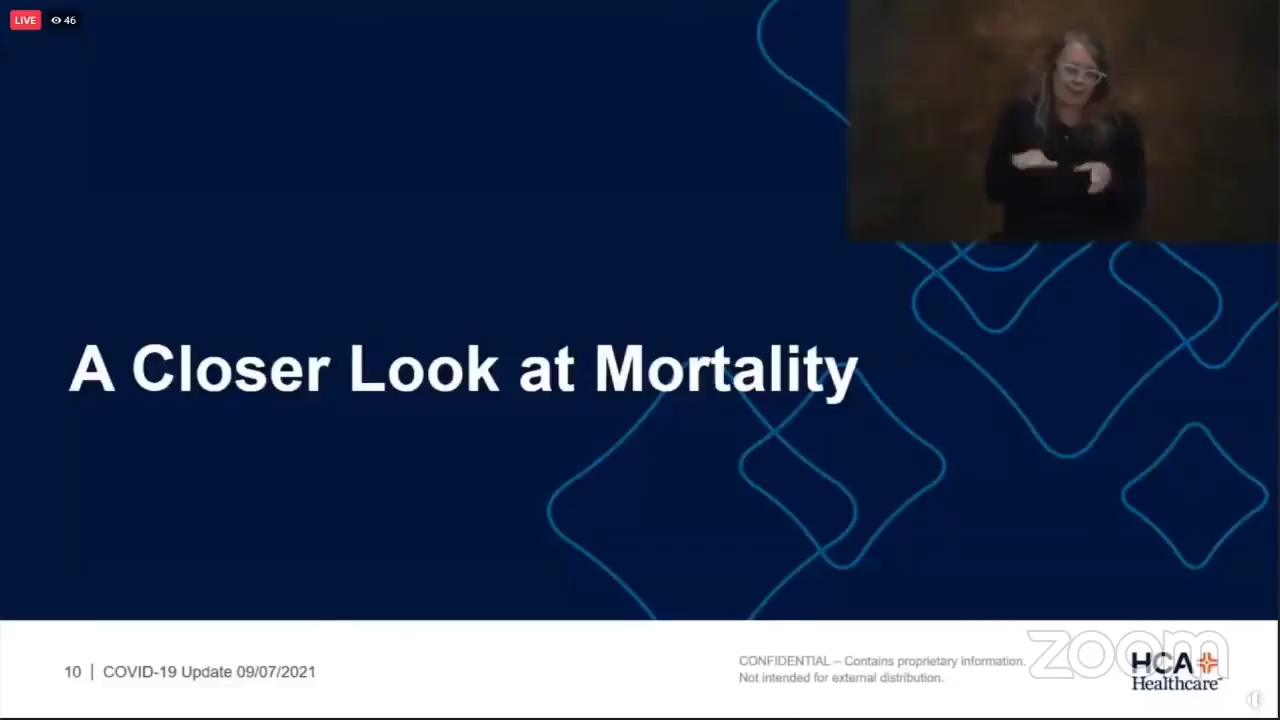 LIVE 46
A Closer Look at Mortality
10 | COVID-19 Update 09/07/2021
CONFIDENTIAL – Contains proprietary information.
Not intended for external distribution.
zoom
HCA
Healthcare™